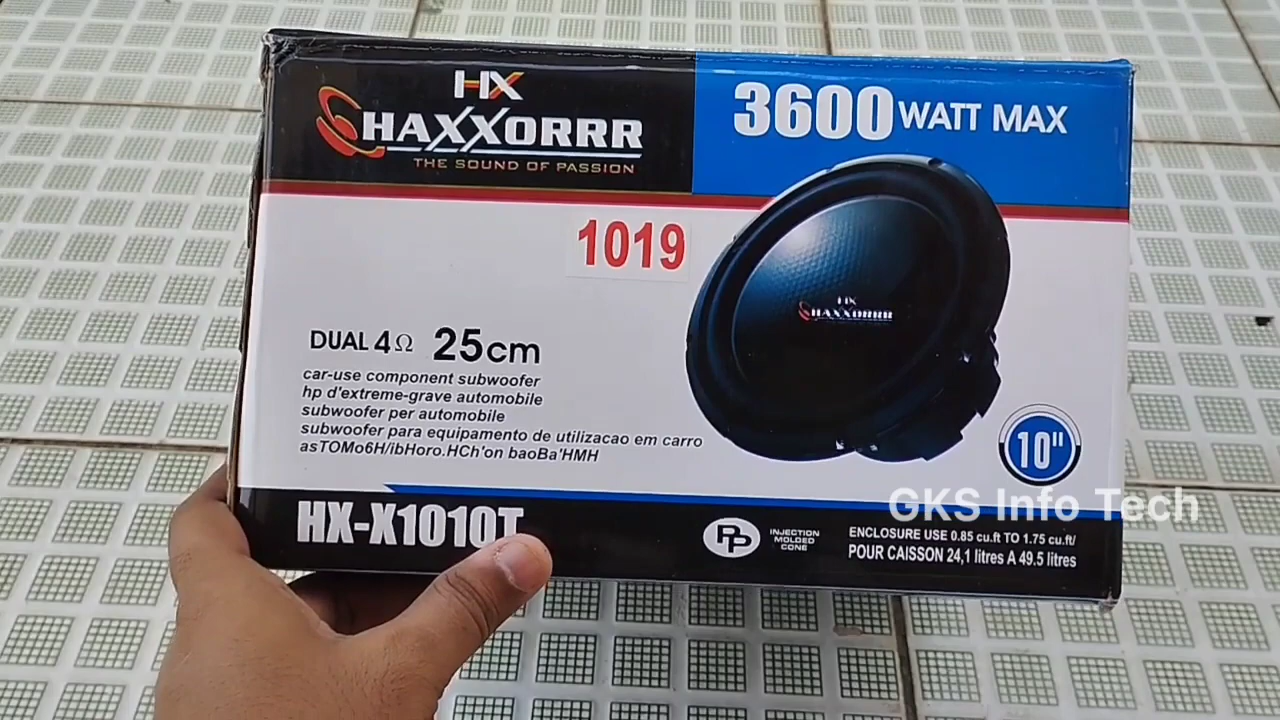 HX
HAXXORRR
THE SOUND OF PASSION
3600 WATT MAX
1019
HX
HAXXORRR
DUAL 4Ω 25cm
car-use component subwoofer
hp d'extreme-grave automobile
subwoofer per automobile
subwoofer para equipamento de utilizacao em carro
asTOMo6H/ibHoro.HCh'on baoBa'HMH
10"
GKS Info Tech
HX-X1010T
PP
INJECTION
MOLDED
CONE
ENCLOSURE USE 0.85 cu.ft TO 1.75 cu.ft/
POUR CAISSON 24,1 litres A 49.5 litres